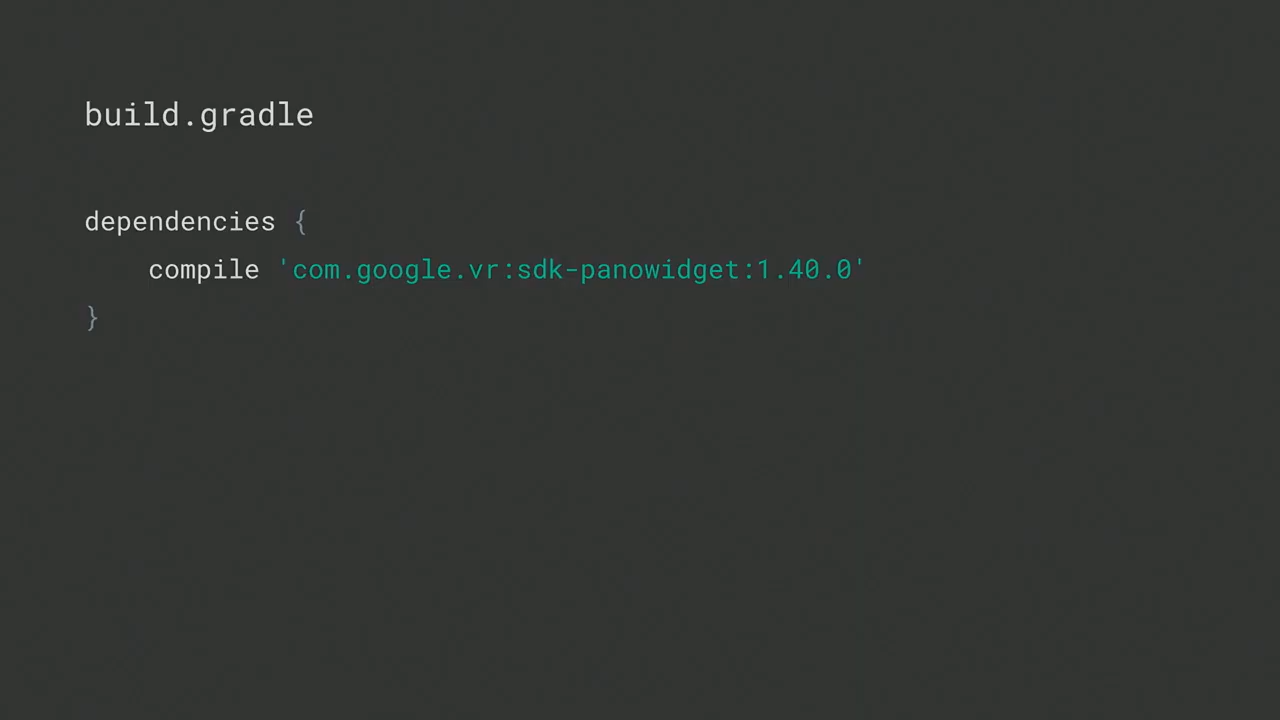 build.gradle
dependencies {
    compile 'com.google.vr:sdk-panowidget:1.40.0'
}